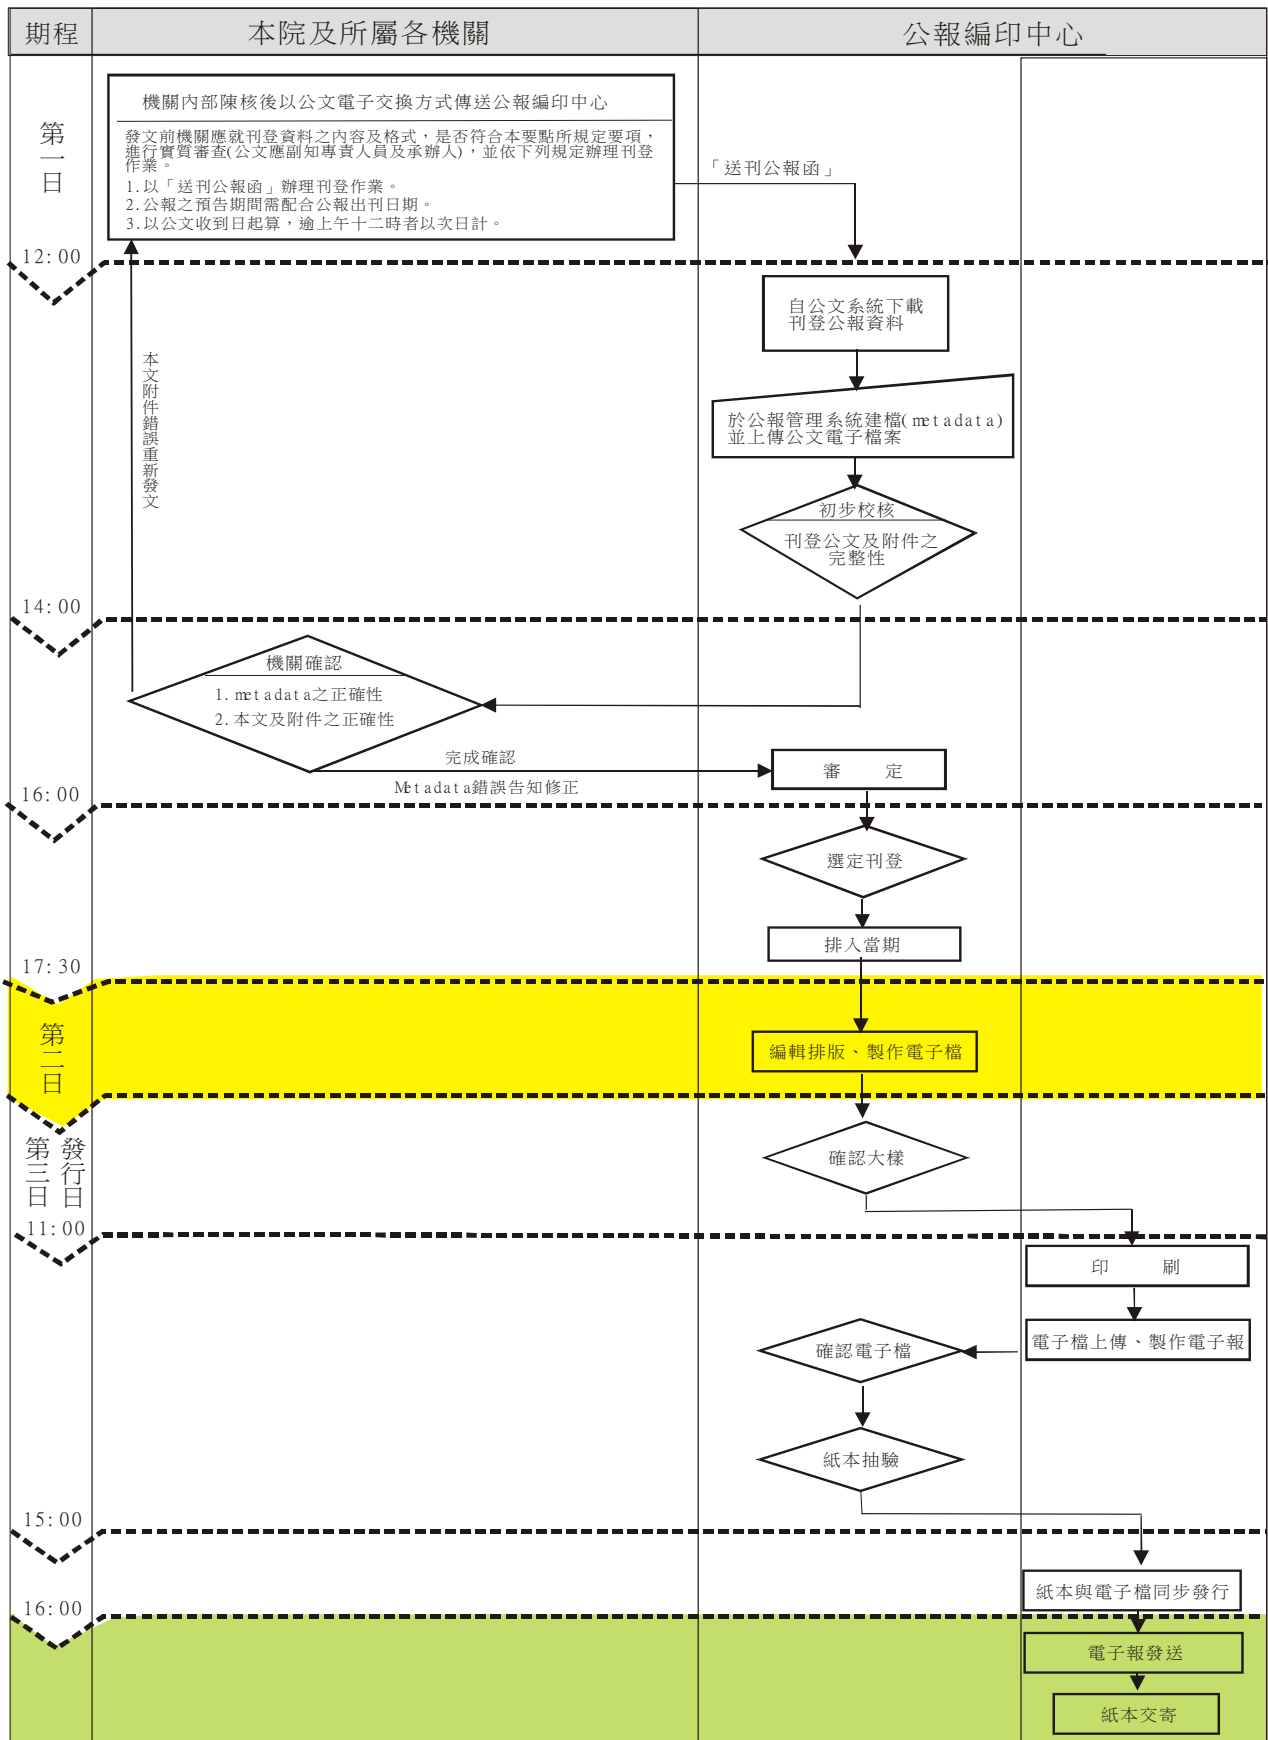 期程
本院及所屬各機關
公報編印中心
第一日
機關內部陳核後以公文電子交換方式傳送公報編印中心
發文前機關應就刊登資料之內容及格式，是否符合本要點所規定要項，
進行實質審查(公文應副知專責人員及承辦人)，並依下列規定辦理刊登
作業。
1.以「送刊公報函」辦理刊登作業。
2.公報之預告期間需配合公報出刊日期。
3.以公文收到日起算，逾上午十二時者以次日計。
「送刊公報函」
12:00
自公文系統下載
刊登公報資料
本文附件錯誤重新發文
於公報管理系統建檔(metadata)
並上傳公文電子檔案
初步校核
刊登公文及附件之
完整性
14:00
機關確認
1.metadata之正確性
2.本文及附件之正確性
完成確認
Metadata錯誤告知修正
審 定
16:00
選定刊登
排入當期
17:30
第二日
編輯排版、製作電子檔
第三日
發行日
確認大樣
11:00
印 刷
電子檔上傳、製作電子報
確認電子檔
紙本抽驗
15:00
紙本與電子檔同步發行
16:00
電子報發送
紙本交寄